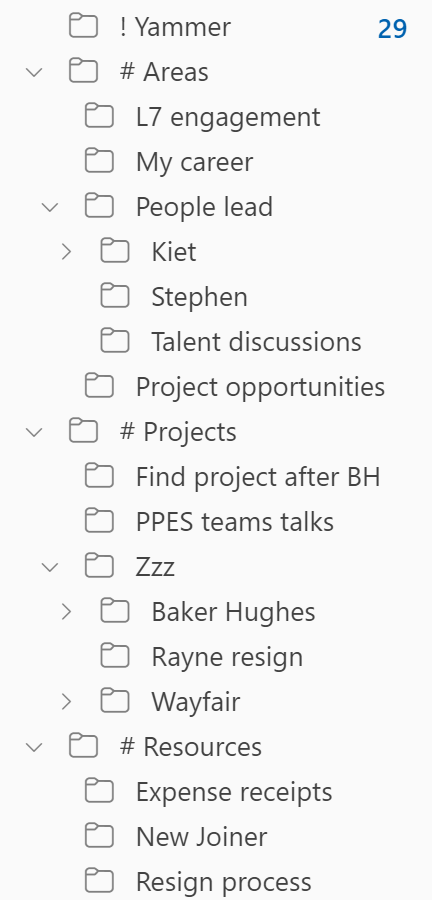 ! Yammer 29
# Areas
L7 engagement
My career
People lead
Kiet
Stephen
Talent discussions
Project opportunities
# Projects
Find project after BH
PPES teams talks
Zzz
Baker Hughes
Rayne resign
Wayfair
# Resources
Expense receipts
New Joiner
Resign process